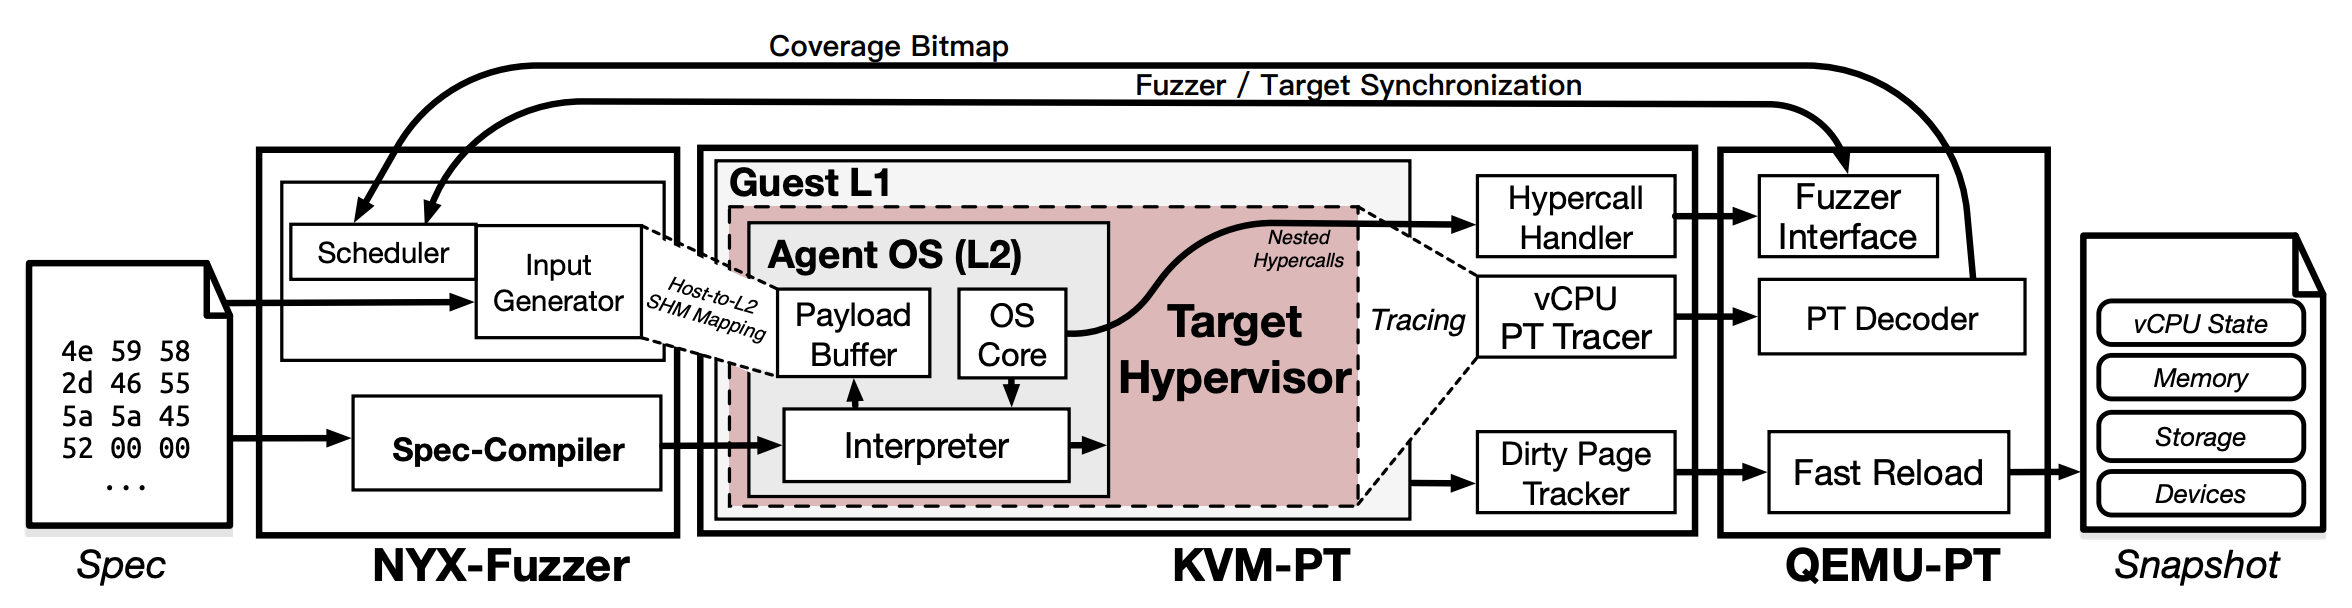 Coverage Bitmap
Fuzzer / Target Synchronization
4e 59 58
2d 46 55
5a 5a 45
52 00 00
...
Spec
Scheduler
Input
Generator
Spec-Compiler
NYX-Fuzzer
Host-to-L2
SHM Mapping
Guest L1
Agent OS (L2)
Payload
Buffer
OS
Core
Interpreter
Nested
Hypercalls
Target
Hypervisor
Tracing
Hypercall
Handler
vCPU
PT Tracer
Dirty Page
Tracker
KVM-PT
Fuzzer
Interface
PT Decoder
Fast Reload
QEMU-PT
vCPU State
Memory
Storage
Devices
Snapshot